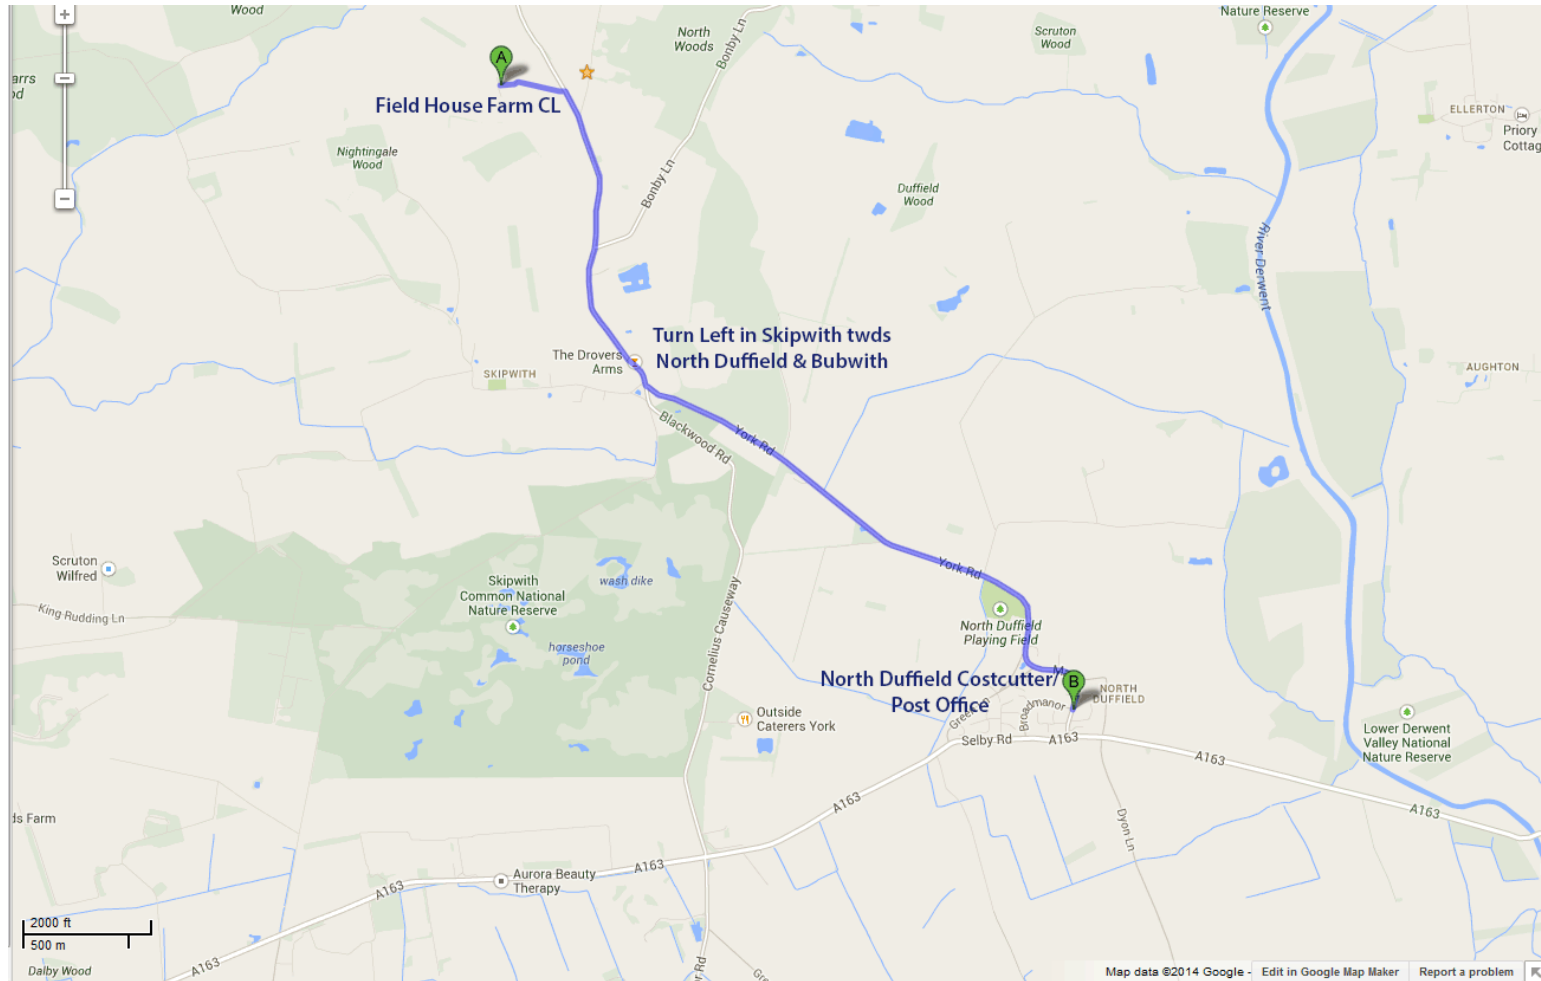 Nature Reserve
Wood
North
Woods
Bonby Ln
Scruton
Wood
A
Field House Farm CL
arrs
ELLERTON
Priory
Cottag
Nightingale
Wood
Bonby Ln
Duffield
Wood
River Derwent
Turn Left in Skipwith twds
North Duffield & Bubwith
The Drovers
Arms
SKIPWITH
AUGHTON
Blackwood Rd
York Rd
Scruton
Wilfred
King Rudding Ln
Skipwith
Common National
Nature Reserve
wash dike
horseshoe
pond
Cornelius Causeway
York Rd
North Duffield
Playing Field
M
B
North Duffield Costcutter/
Post Office
NORTH
DUFFIELD
Broadmanor
Selby Rd
A163
Outside
Caterers York
Lower Derwent
Valley National
Nature Reserve
A163
A163
A163
Dyon Ln
ds Farm
A163
Aurora Beauty
Therapy
A163
2000 ft
500 m
Dalby Wood
A163
r Rd
Map data ©2014 Google -
Edit in Google Map Maker
Report a problem